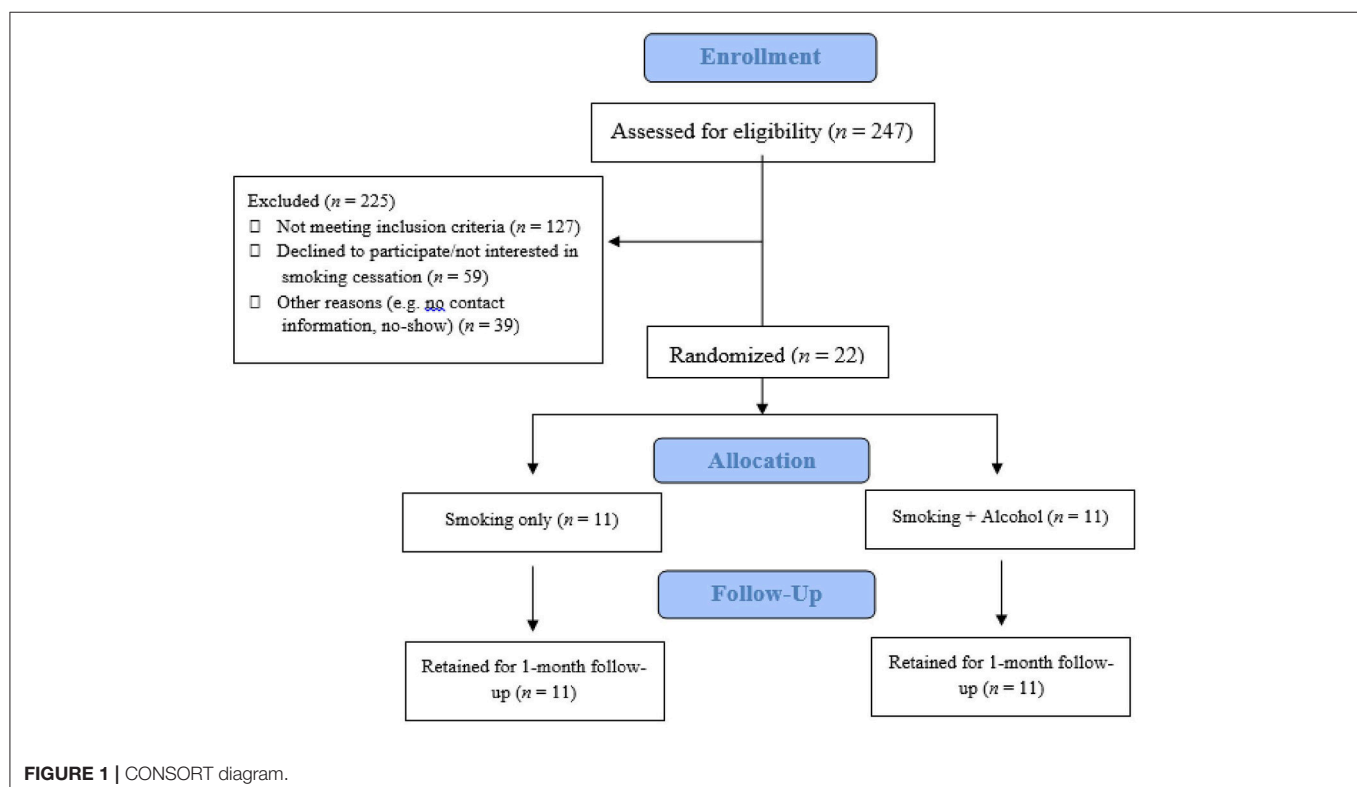 Enrollment
Assessed for eligibility (n = 247)
Excluded (n = 225)
☐ Not meeting inclusion criteria (n = 127)
☐ Declined to participate/not interested in
smoking cessation (n = 59)
☐ Other reasons (e.g. no contact
information, no-show) (n = 39)
Randomized (n = 22)
Allocation
Smoking only (n = 11)
Smoking + Alcohol (n = 11)
Follow-Up
Retained for 1-month follow-
up (n = 11)
Retained for 1-month follow-
up (n = 11)
FIGURE 1 | CONSORT diagram.